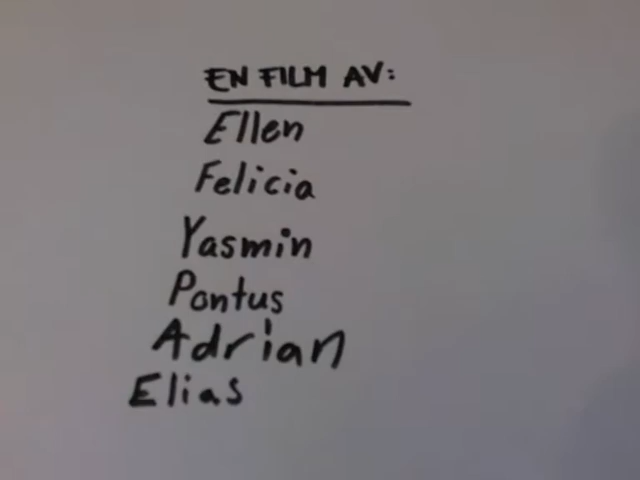 EN FILM AV:
Ellen
Felicia
Yasmin
Pontus
Adrian
Elias